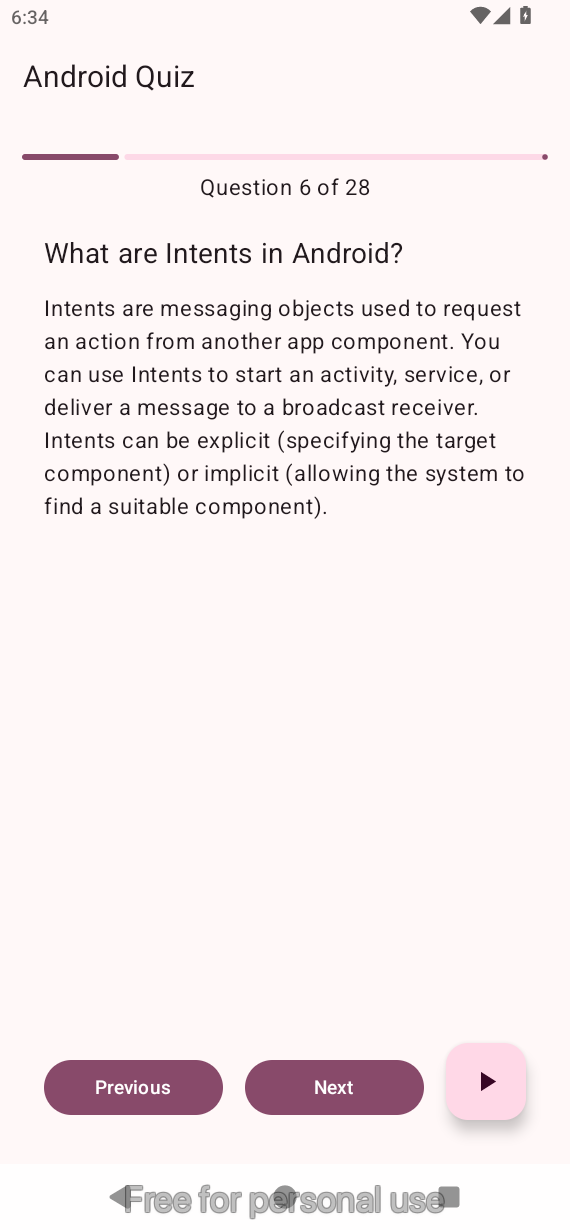 6:34
Android Quiz
Question 6 of 28
What are Intents in Android?
Intents are messaging objects used to request
an action from another app component. You
can use Intents to start an activity, service, or
deliver a message to a broadcast receiver.
Intents can be explicit (specifying the target
component) or implicit (allowing the system to
find a suitable component).
Previous
Next
Free for personal use